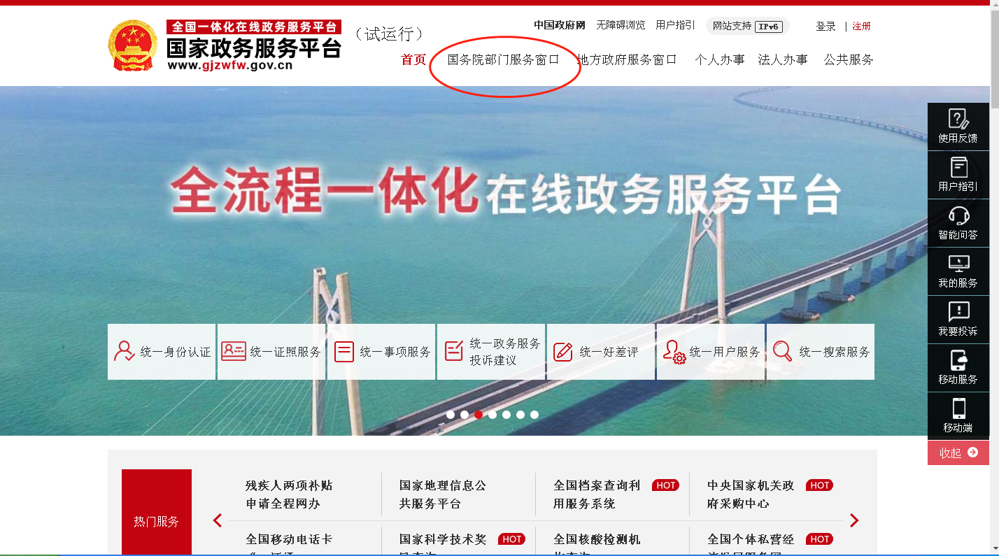 全国一体化在线政务服务平台
国家政务服务平台
www.gjzwfw.gov.cn
（试运行）
中国政府网 无障碍浏览 用户指引 网站支持 IPv6 登录 | 注册
首页 国务院部门服务窗口 地方政府服务窗口 个人办事 法人办事 公共服务
全流程一体化在线政务服务平台
使用反馈
用户指引
智能问答
我的服务
我要投诉
移动服务
移动端
收起
统一身份认证
统一证照服务
统一事项服务
统一政务服务
投诉建议
统一好差评
统一用户服务
统一搜索服务
热门服务
残疾人两项补贴
申请全程网办
国家地理信息公
共服务平台
全国档案查询利 HOT
用服务系统
中央国家机关政 HOT
府采购中心
全国移动电话卡
国家科学技术奖 HOT
全国核酸检测机
全国个体私营经 HOT